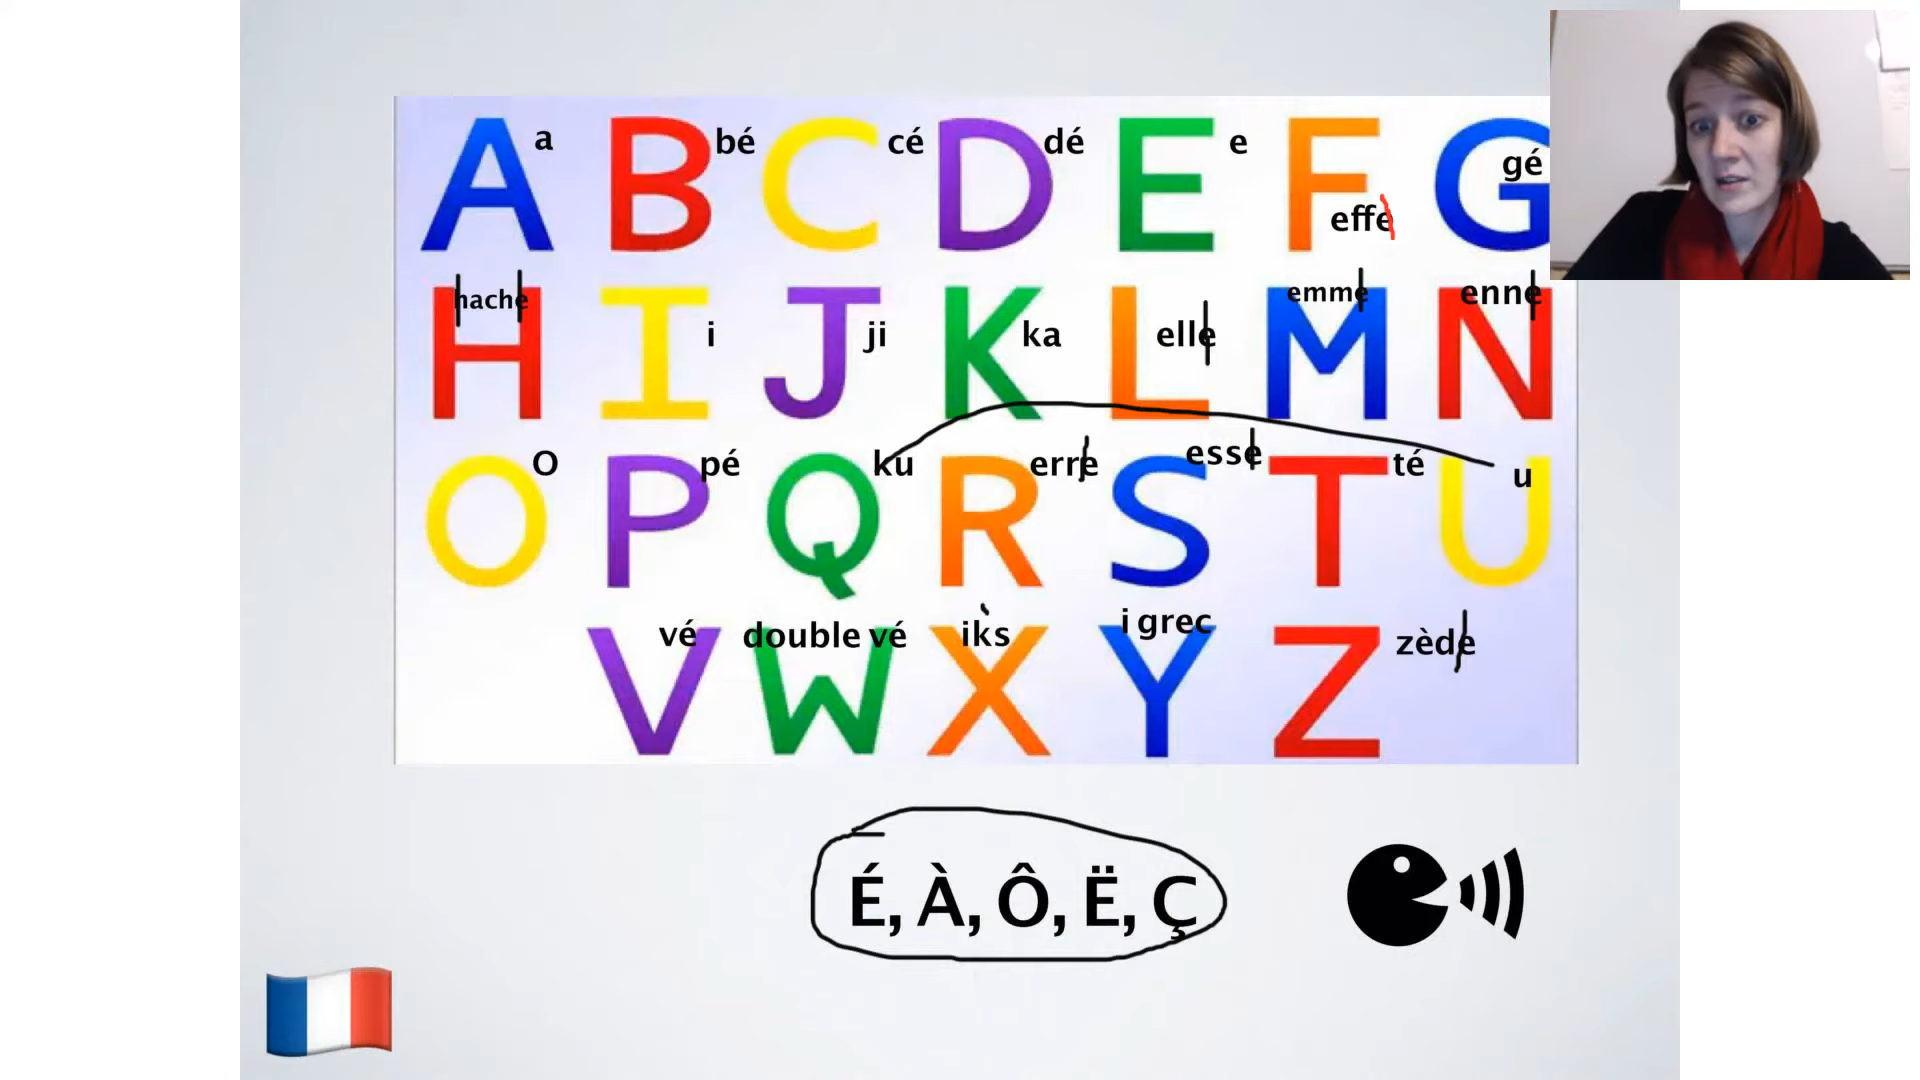 A a B bé C cé D dé E e F effe G gé
H hache I i J ji K ka L elle M emme N enne
O o P pé Q ku R erre S esse T té U u
V vé W double vé X iks Y i grec Z zède
É, À, Ô, Ë, Ç